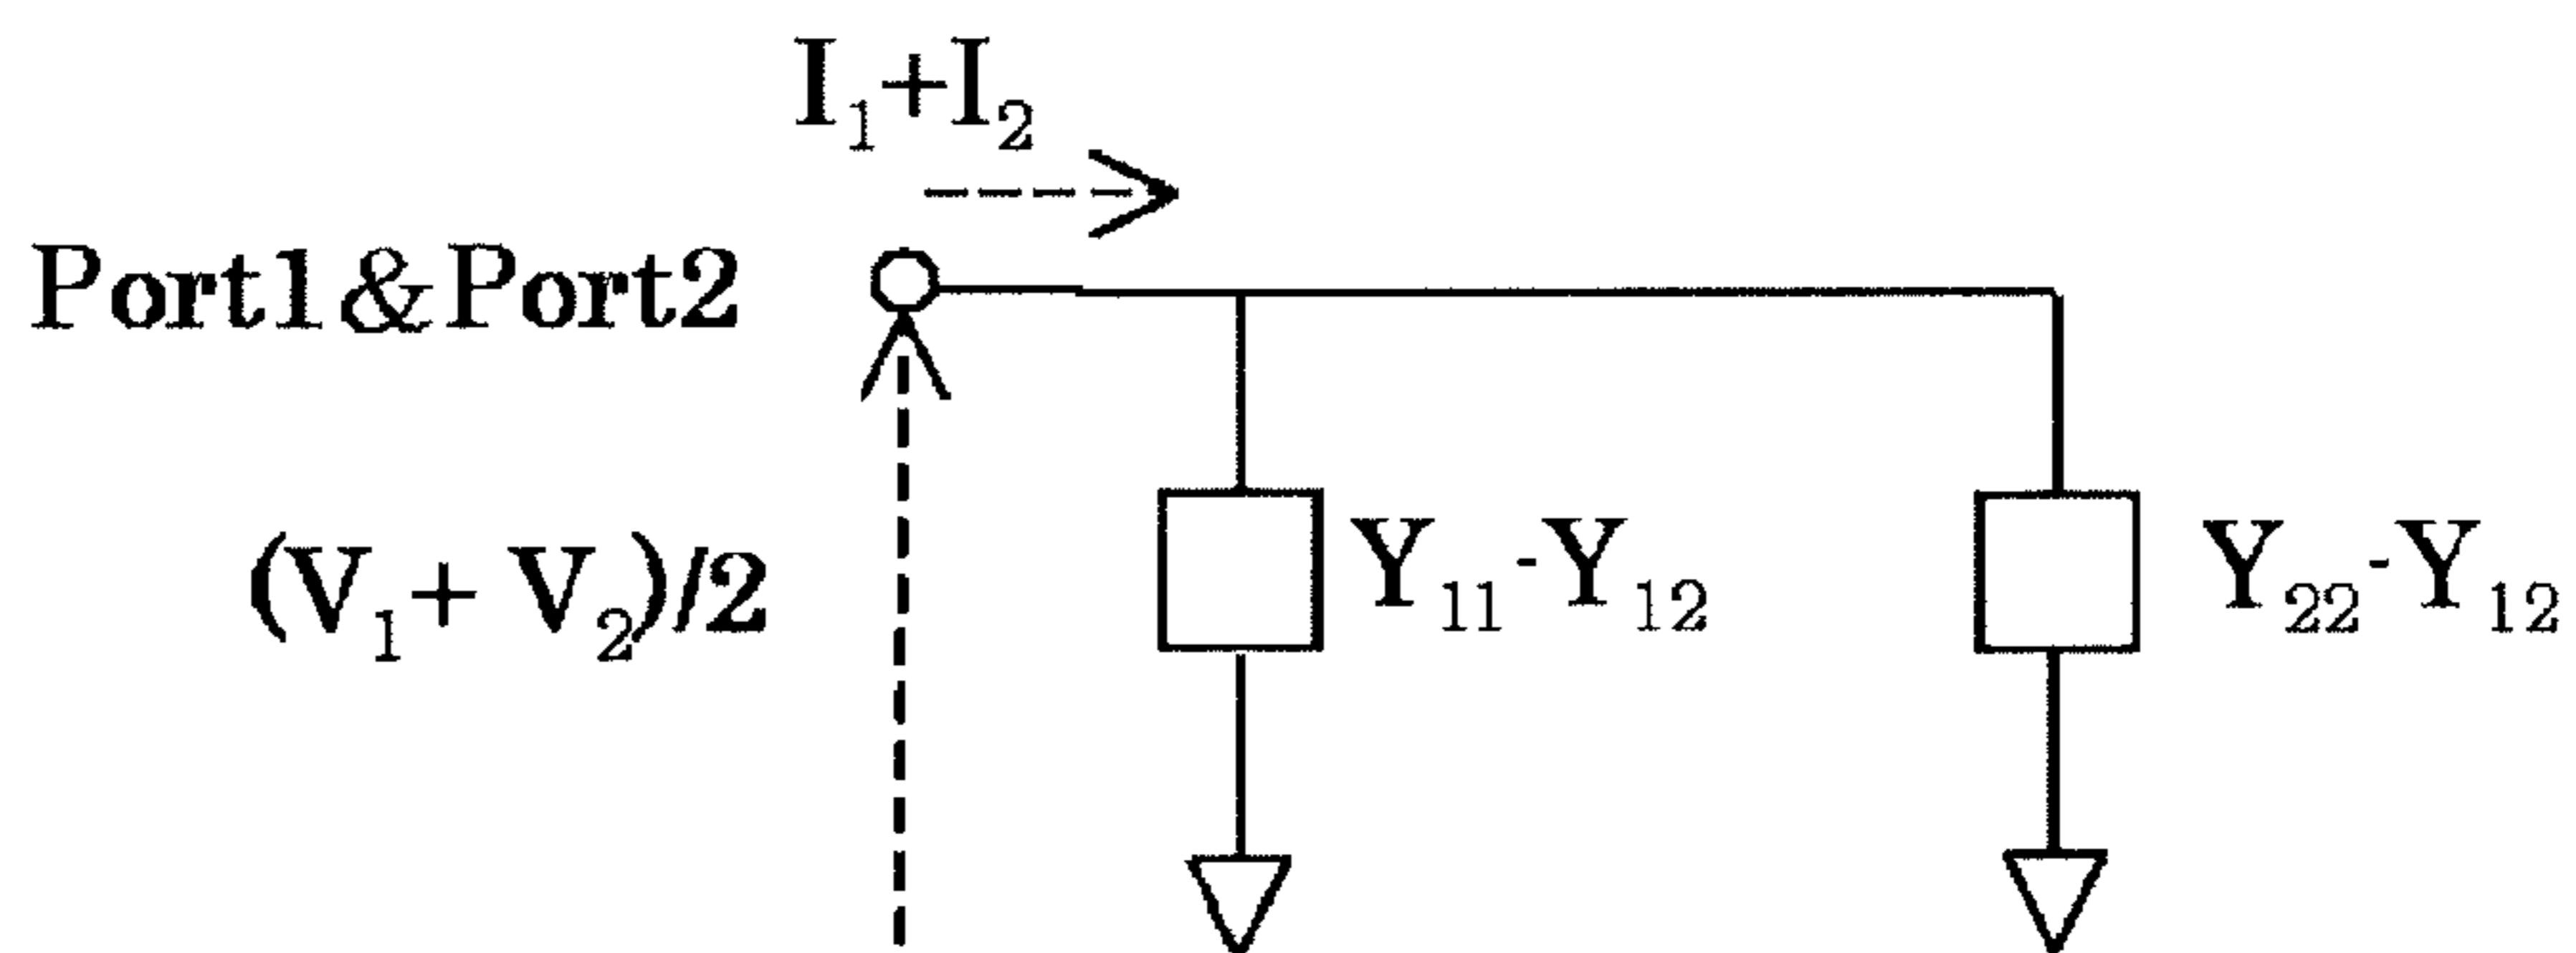 I₁+I₂
Port1&Port2
(V₁+ V₂)/2
Y₁₁-Y₁₂
Y₂₂-Y₁₂